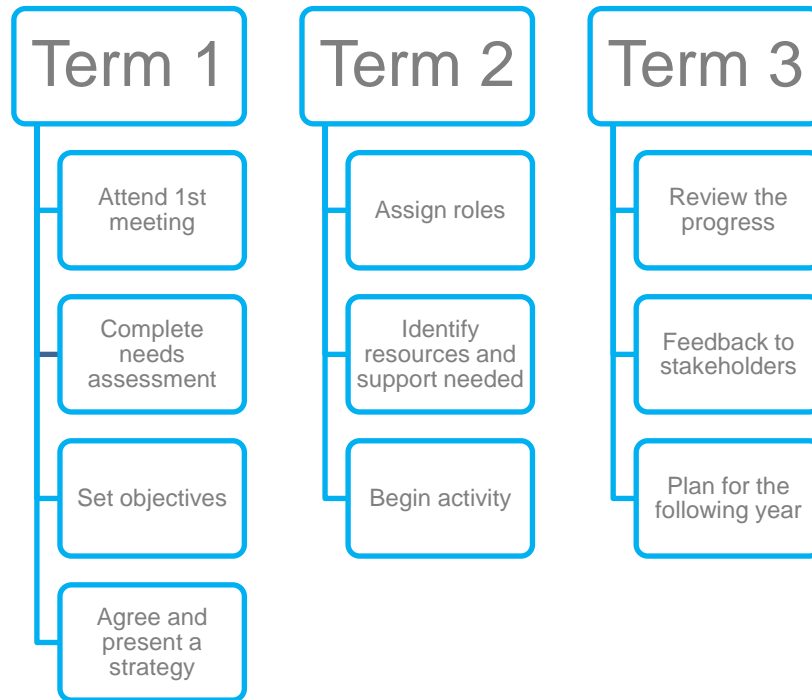 Term 1
Attend 1st
meeting
Complete
needs
assessment
Set objectives
Agree and
present a
strategy
Term 2
Assign roles
Identify
resources and
support needed
Begin activity
Term 3
Review the
progress
Feedback to
stakeholders
Plan for the
following year